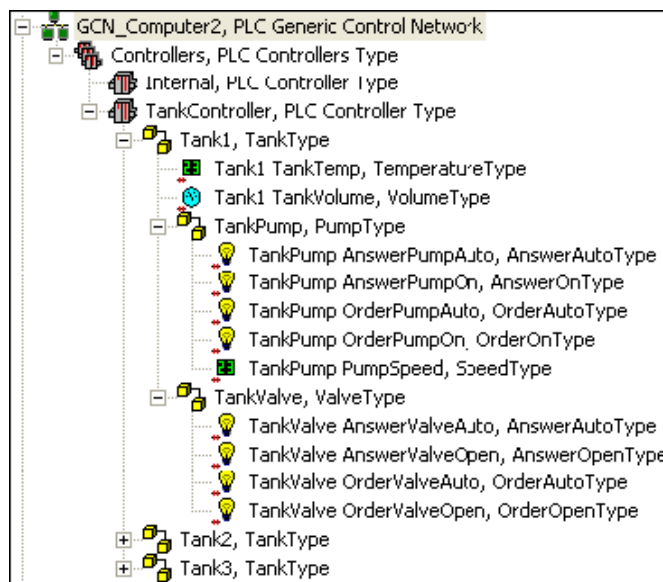 GCN_Computer2, PLC Generic Control Network
Controllers, PLC Controllers Type
Internal, PLC Controller Type
TankController, PLC Controller Type
Tank1, TankType
Tank1 TankTemp, TemperatureType
Tank1 TankVolume, VolumeType
TankPump, PumpType
TankPump AnswerPumpAuto, AnswerAutoType
TankPump AnswerPumpOn, AnswerOnType
TankPump OrderPumpAuto, OrderAutoType
TankPump OrderPumpOn, OrderOnType
TankPump PumpSpeed, SpeedType
TankValve, ValveType
TankValve AnswerValveAuto, AnswerAutoType
TankValve AnswerValveOpen, AnswerOpenType
TankValve OrderValveAuto, OrderAutoType
TankValve OrderValveOpen, OrderOpenType
Tank2, TankType
Tank3, TankType